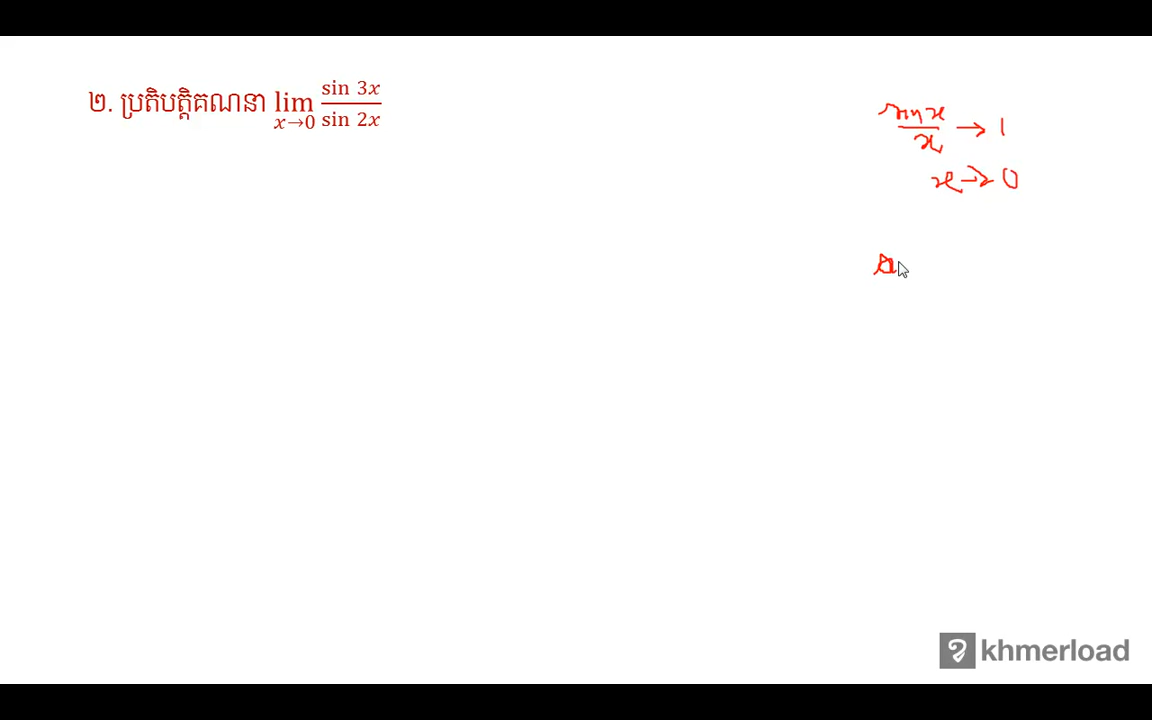 ២. ប្រតិបត្តិគណនា lim x→0 sin 3x / sin 2x
sin x / x → 1
x → 0
khmerload